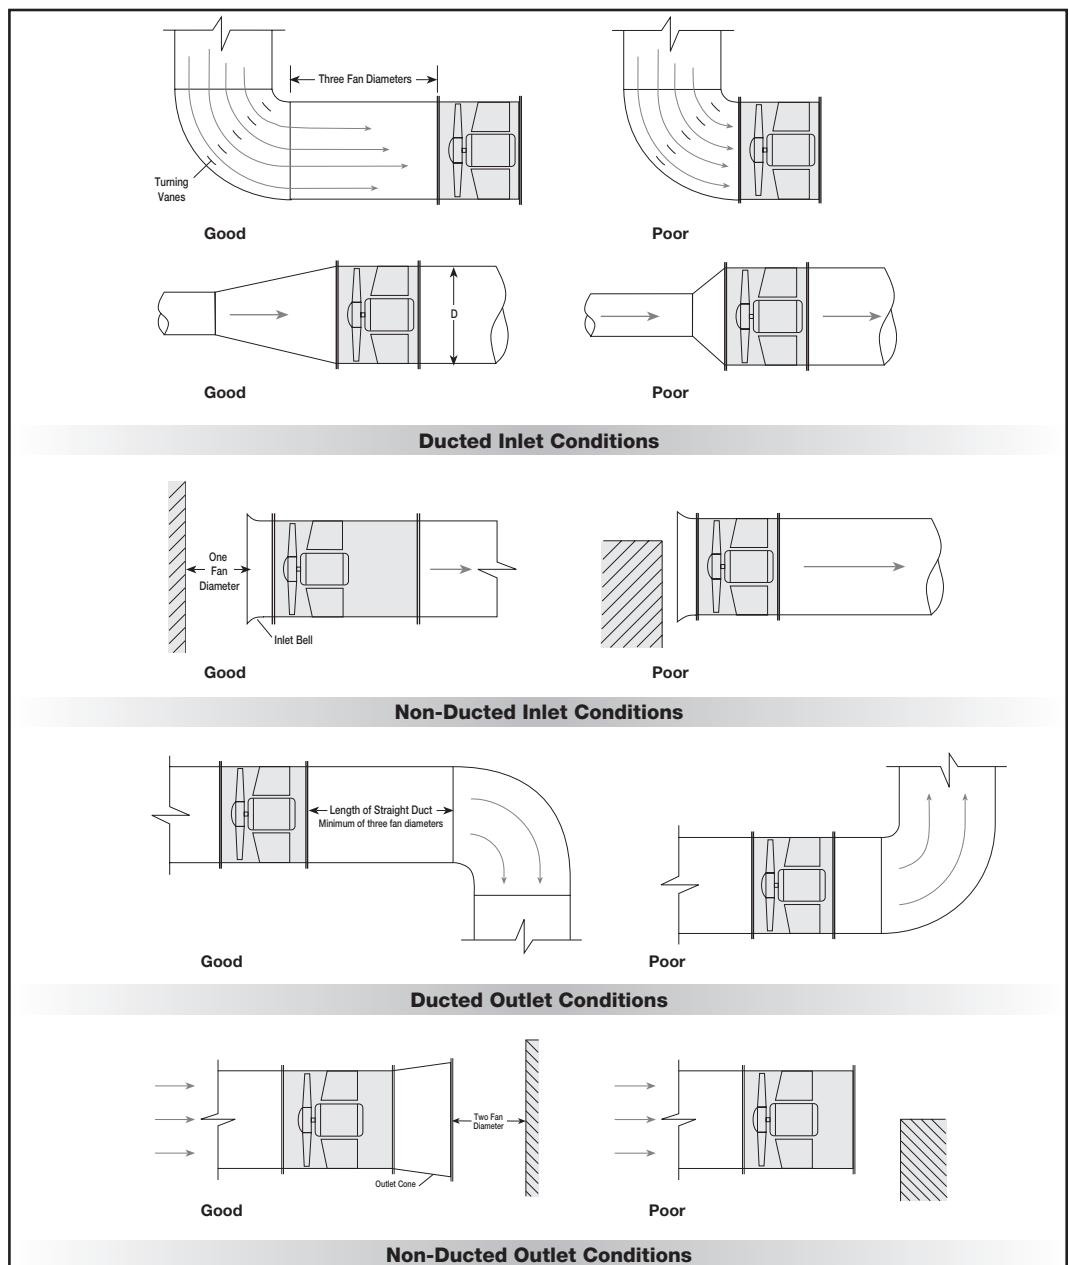 Three Fan Diameters
Turning
Vanes
Good
Poor
D
Good
Poor
Ducted Inlet Conditions
One
Fan
Diameter
Inlet Bell
Good
Poor
Non-Ducted Inlet Conditions
Length of Straight Duct
Minimum of three fan diameters
Good
Poor
Ducted Outlet Conditions
Two Fan
Diameter
Outlet Cone
Good
Poor
Non-Ducted Outlet Conditions